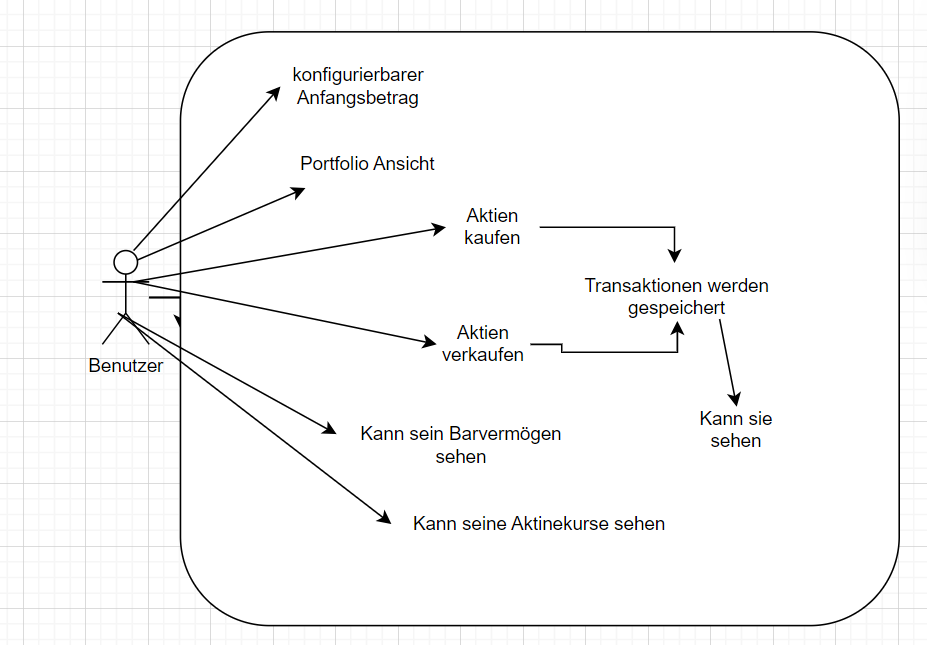 konfigurierbarer
Anfangsbetrag
Portfolio Ansicht
Aktien
kaufen
Transaktionen werden
gespeichert
Aktien
verkaufen
Benutzer
Kann sie
sehen
Kann sein Barvermögen
sehen
Kann seine Aktinekurse sehen